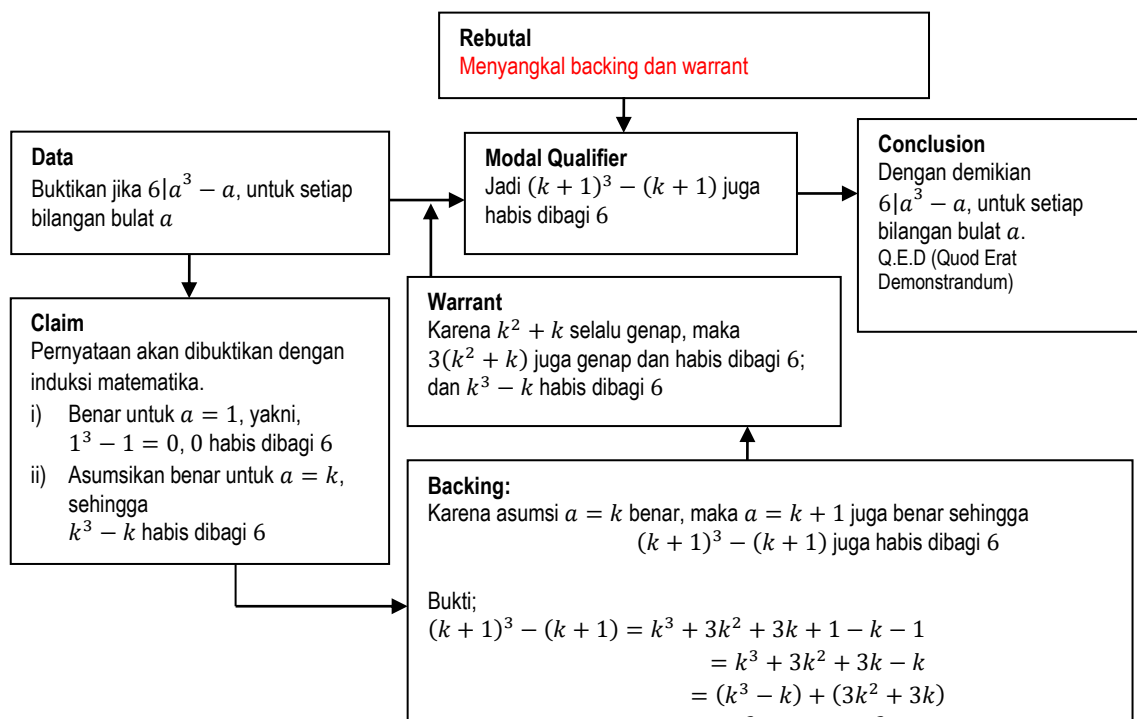 Rebutal
Menyangkal backing dan warrant
Data
Buktikan jika 6|a³ − a, untuk setiap
bilangan bulat a
Modal Qualifier
Jadi (k + 1)³ − (k + 1) juga
habis dibagi 6
Conclusion
Dengan demikian
6|a³ − a, untuk setiap
bilangan bulat a.
Q.E.D (Quod Erat
Demonstrandum)
Claim
Pernyataan akan dibuktikan dengan
induksi matematika.
i) Benar untuk a = 1, yakni,
1³ − 1 = 0, 0 habis dibagi 6
ii) Asumsikan benar untuk a = k,
sehingga
k³ − k habis dibagi 6
Warrant
Karena k² + k selalu genap, maka
3(k² + k) juga genap dan habis dibagi 6;
dan k³ − k habis dibagi 6
Backing:
Karena asumsi a = k benar, maka a = k + 1 juga benar sehingga
(k + 1)³ − (k + 1) juga habis dibagi 6
Bukti;
(k + 1)³ − (k + 1) = k³ + 3k² + 3k + 1 − k − 1
= k³ + 3k² + 3k − k
= (k³ − k) + (3k² + 3k)